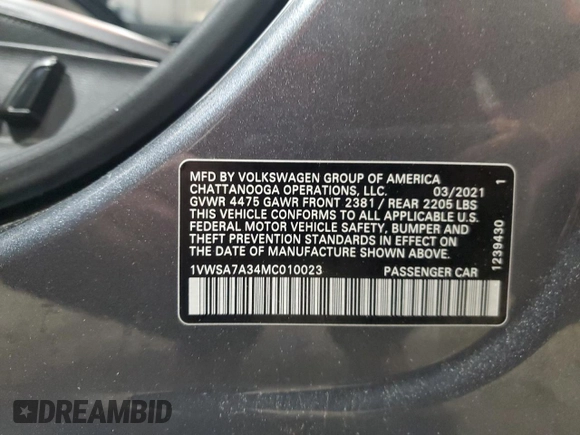 MFD BY VOLKSWAGEN GROUP OF AMERICA
CHATTANOOGA OPERATIONS, LLC. 03/2021
GVWR 4475 GAWR FRONT 2381 / REAR 2205 LBS
THIS VEHICLE CONFORMS TO ALL APPLICABLE U.S.
FEDERAL MOTOR VEHICLE SAFETY, BUMPER AND
THEFT PREVENTION STANDARDS IN EFFECT ON THE
DATE OF MANUFACTURE SHOWN ABOVE.
1VWSA7A34MC010023 PASSENGER CAR
1239430 1
DREAMBID